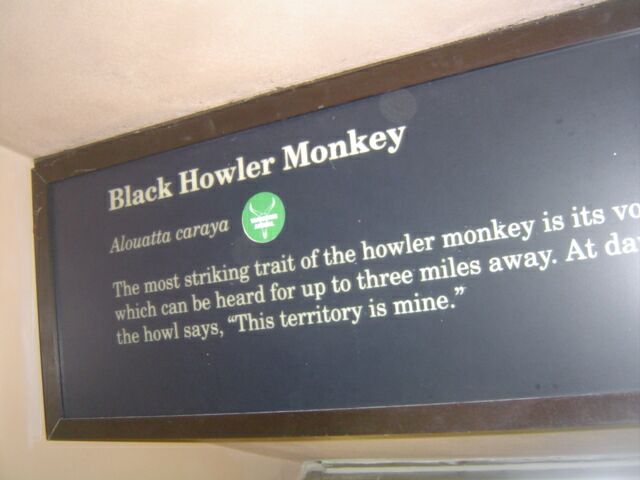 Black Howler Monkey
Alouatta caraya
The most striking trait of the howler monkey is its vo
which can be heard for up to three miles away. At da
the howl says, “This territory is mine.”